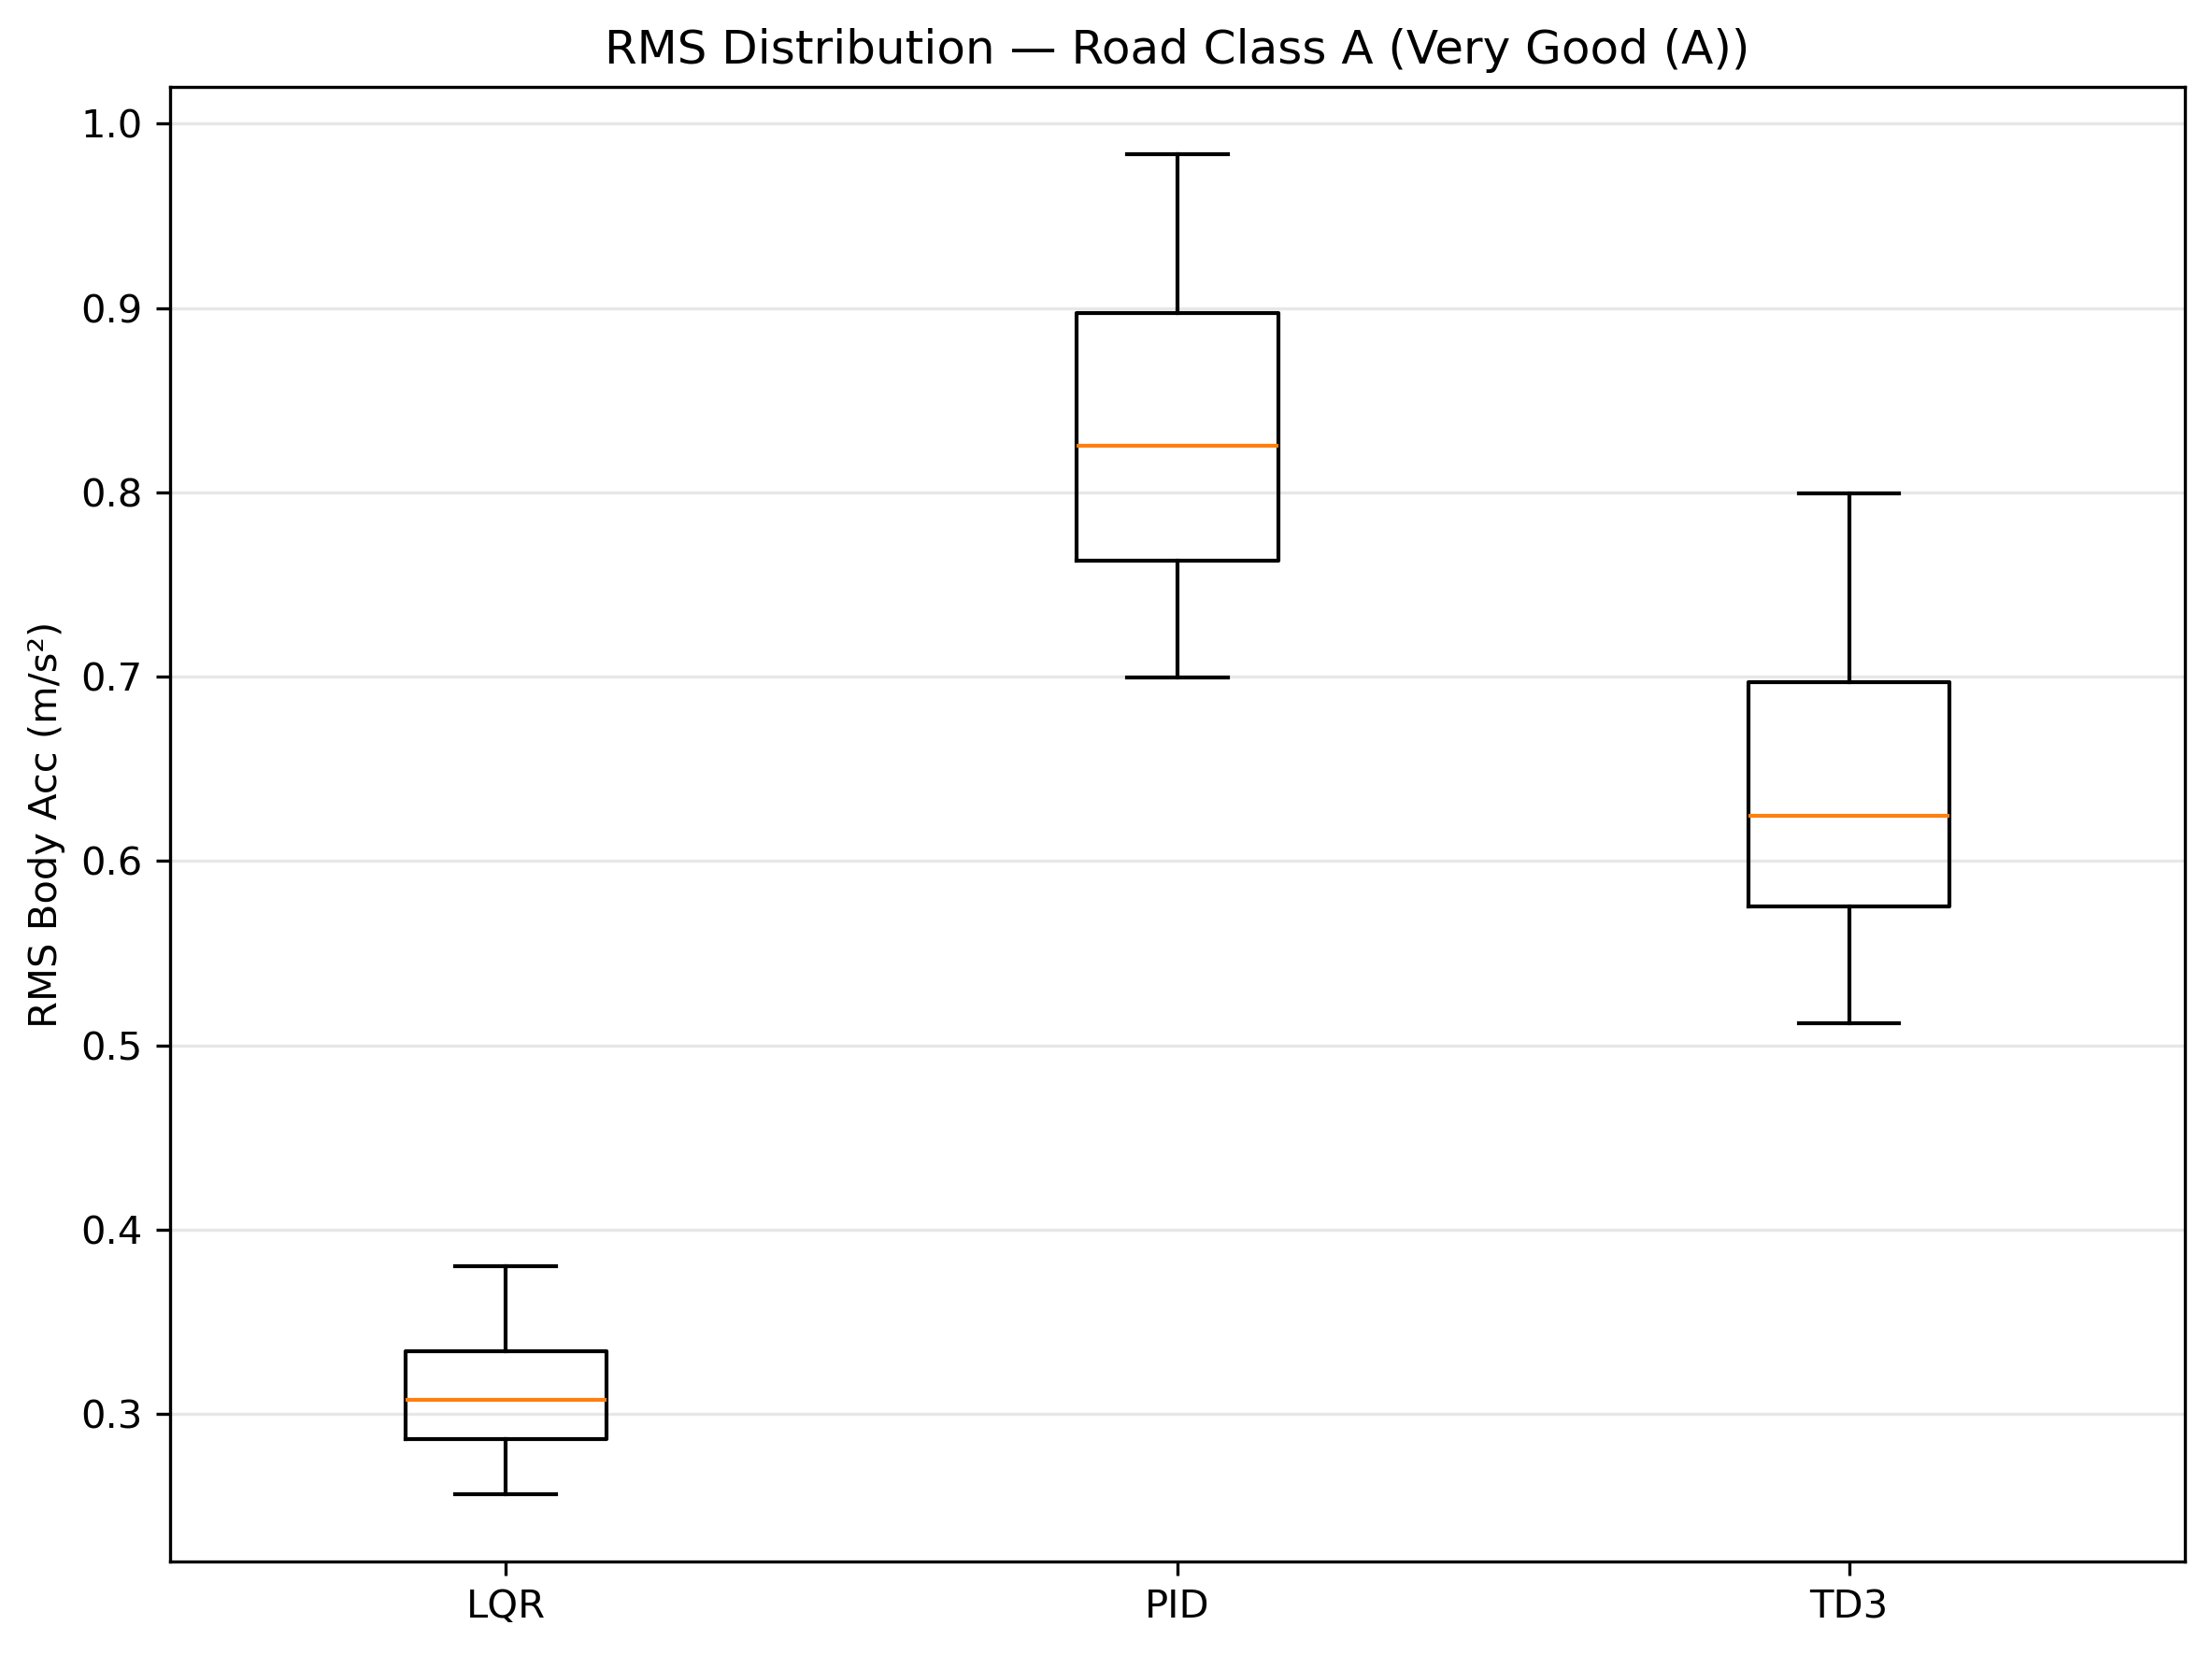 RMS Distribution — Road Class A (Very Good (A))
RMS Body Acc (m/s²)
1.0
0.9
0.8
0.7
0.6
0.5
0.4
0.3
LQR
PID
TD3